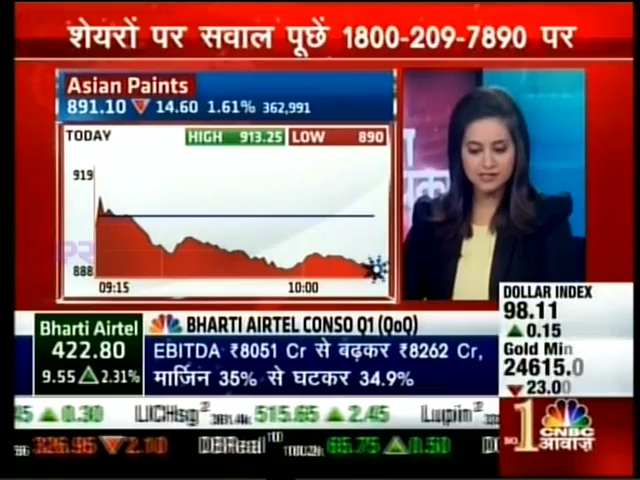 शेयरों पर सवाल पूछें 1800-209-7890 पर
Asian Paints
891.10 ▼ 14.60 1.61% 362,991
TODAY HIGH 913.25 LOW 890
919
888
09:15 10:00
DOLLAR INDEX
98.11
▲0.15
Gold Min
24615.0
▼23.00
Bharti Airtel
422.80
9.55 ▲ 2.31%
BHARTI AIRTEL CONSO Q1 (QoQ)
EBITDA ₹8051 Cr से बढ़कर ₹8262 Cr,
मार्जिन 35% से घटकर 34.9%
45 ▲ 0.30 LICHsg 515.65 ▲ 2.45 Lupin
326.95 ▼ 2.10 DBReal 65.75 ▲ 0.50
NO. 1 CNBC
आवाज़